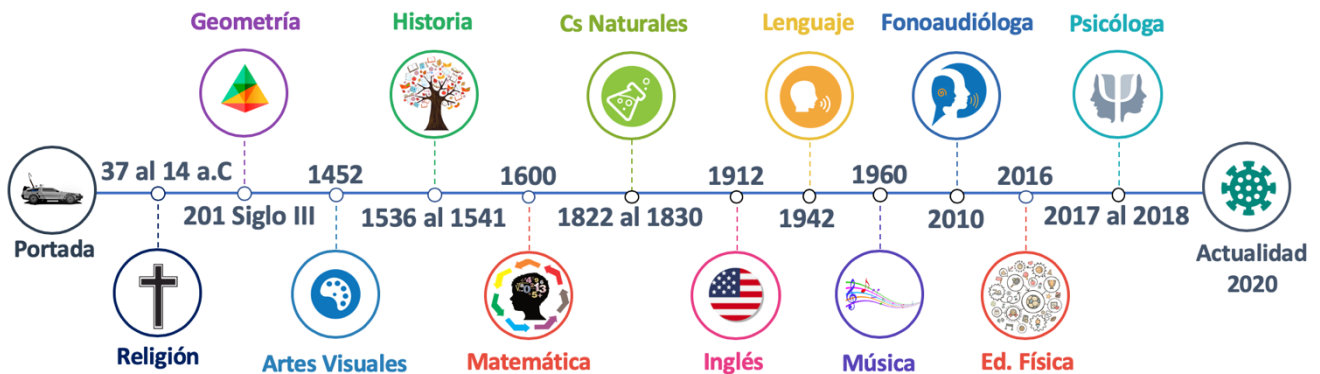 Geometría
Historia
Cs Naturales
Lenguaje
Fonoaudióloga
Psicóloga
37 al 14 a.C
1452
1600
1912
1960
2016
201 Siglo III
1536 al 1541
1822 al 1830
1942
2010
2017 al 2018
Portada
Actualidad
2020
Religión
Artes Visuales
Matemática
Inglés
Música
Ed. Física